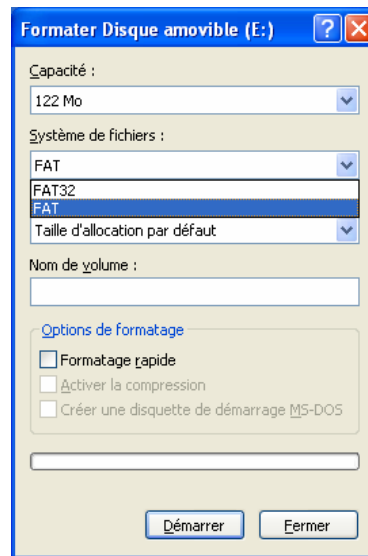 Formater Disque amovible (E:)
Capacité :
122 Mo
Système de fichiers :
FAT
FAT32
FAT
Taille d'allocation par défaut
Nom de volume :
Options de formatage
Formatage rapide
Activer la compression
Créer une disquette de démarrage MS-DOS
Démarrer
Fermer